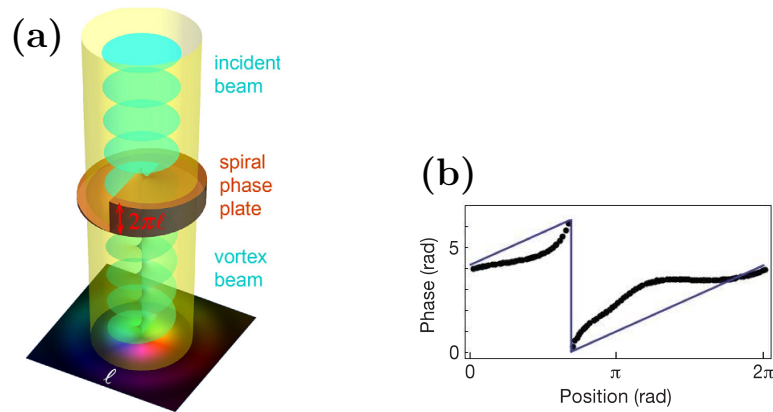 (a)
incident
beam
spiral
phase
plate
2πℓ
vortex
beam
ℓ
(b)
Phase (rad)
5
0
0
π
2π
Position (rad)